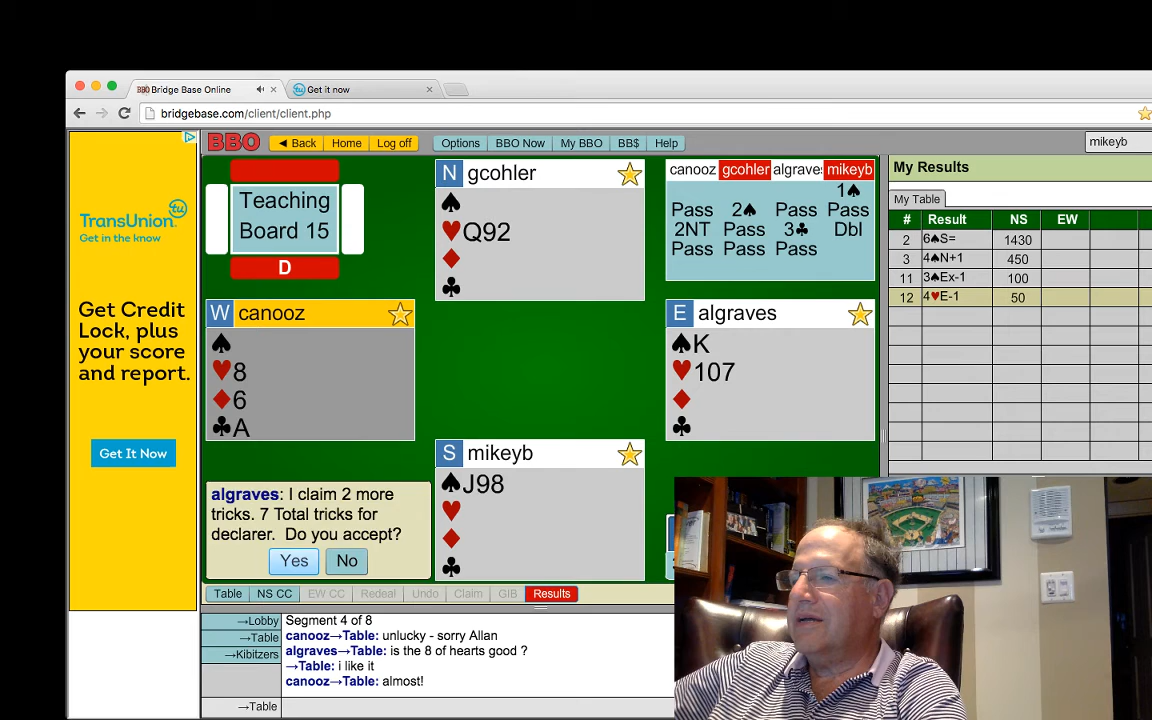 Bridge Base Online
Get it now
bridgebase.com/client/client.php
BBO
◄ Back
Home
Log off
Options
BBO Now
My BBO
BB$
Help
mikeyb
TransUnion
tu
Get in the know
Find out Get Credit
Lock, plus
your score
and report.
Get It Now
Teaching
Board 15
D
N gcohler
♠
♥Q92
♦
♣
canooz gcohler algraves mikeyb
1♠
Pass 2♠ Pass Pass
2NT Pass 3♣ Dbl
Pass Pass Pass
W canooz
♠
♥8
♦6
♣A
E algraves
♠K
♥107
♦
♣
S mikeyb
♠J98
♥
♦
♣
algraves: I claim 2 more
tricks. 7 Total tricks for
declarer. Do you accept?
Yes No
My Results
My Table
# Result NS EW
2 6♠S= 1430
3 4♠N+1 450
11 3♠Ex-1 100
12 4♥E-1 50
Table NS CC EW CC Redeal Undo Claim GIB Results
→Lobby
→Table
→Kibitzers
Segment 4 of 8
canooz→Table: unlucky - sorry Allan
algraves→Table: is the 8 of hearts good ?
→Table: i like it
canooz→Table: almost!
→Table